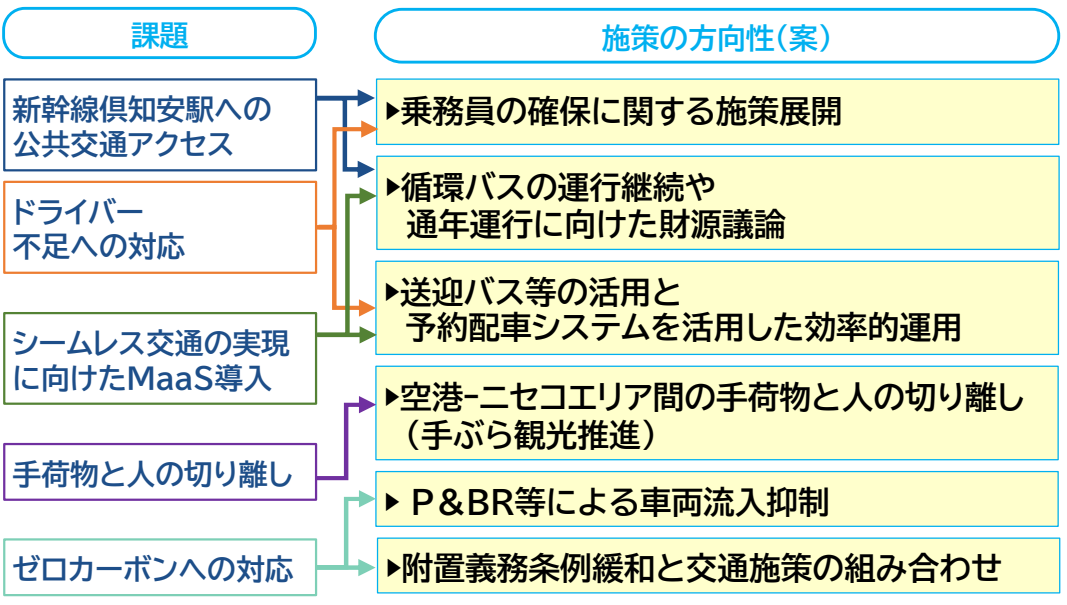 課題
施策の方向性(案)
新幹線倶知安駅への
公共交通アクセス
ドライバー
不足への対応
シームレス交通の実現
に向けたMaaS導入
手荷物と人の切り離し
ゼロカーボンへの対応
▶乗務員の確保に関する施策展開
▶循環バスの運行継続や
通年運行に向けた財源議論
▶送迎バス等の活用と
予約配車システムを活用した効率的運用
▶空港-ニセコエリア間の手荷物と人の切り離し
(手ぶら観光推進)
▶ P&BR等による車両流入抑制
▶附置義務条例緩和と交通施策の組み合わせ